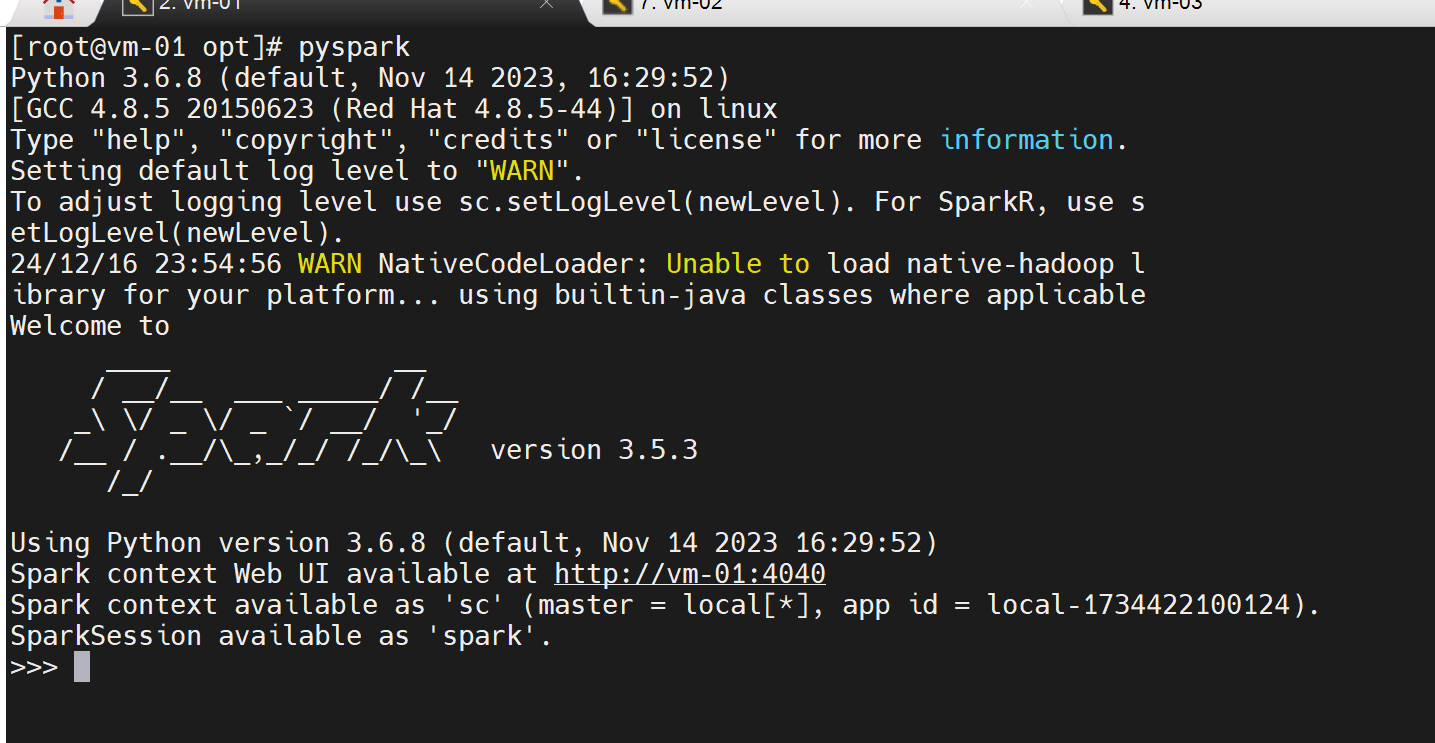 2. vm-01
7. vm-02
4. vm-03
[root@vm-01 opt]# pyspark
Python 3.6.8 (default, Nov 14 2023, 16:29:52)
[GCC 4.8.5 20150623 (Red Hat 4.8.5-44)] on linux
Type "help", "copyright", "credits" or "license" for more information.
Setting default log level to "WARN".
To adjust logging level use sc.setLogLevel(newLevel). For SparkR, use s
etLogLevel(newLevel).
24/12/16 23:54:56 WARN NativeCodeLoader: Unable to load native-hadoop l
ibrary for your platform... using builtin-java classes where applicable
Welcome to
      ____              __
     / __/__  ___ _____/ /__
    _\ \/ _ \/ _ `/ __/  '_/
   /__ / .__/\_,_/_/ /_/\_\   version 3.5.3
      /_/
Using Python version 3.6.8 (default, Nov 14 2023 16:29:52)
Spark context Web UI available at http://vm-01:4040
Spark context available as 'sc' (master = local[*], app id = local-1734422100124).
SparkSession available as 'spark'.
>>>